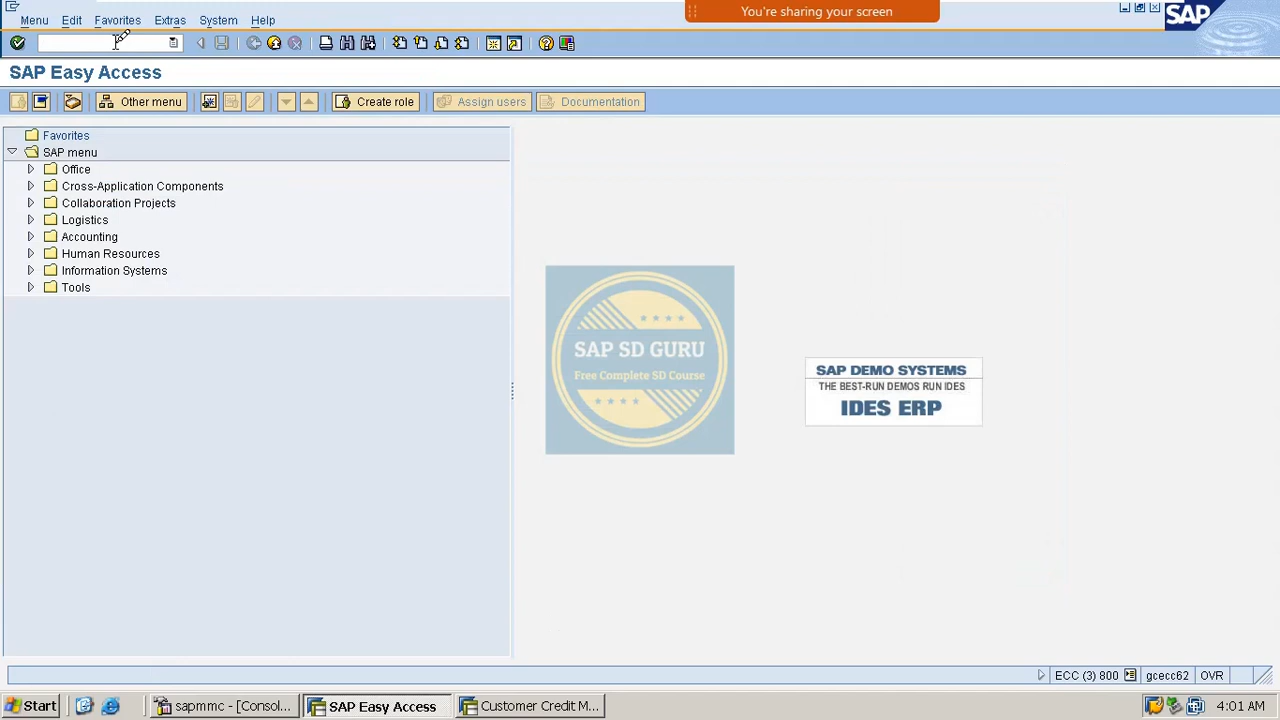 You're sharing your screen
Menu Edit Favorites Extras System Help
SAP
SAP Easy Access
Other menu Create role Assign users Documentation
Favorites
SAP menu
Office
Cross-Application Components
Collaboration Projects
Logistics
Accounting
Human Resources
Information Systems
Tools
SAP SD GURU
Free Complete SD Course
SAP DEMO SYSTEMS
THE BEST-RUN DEMOS RUN IDES
IDES ERP
ECC (3) 800 gcecc62 OVR
Start sapmmc - [Consol... SAP Easy Access Customer Credit M... 4:01 AM